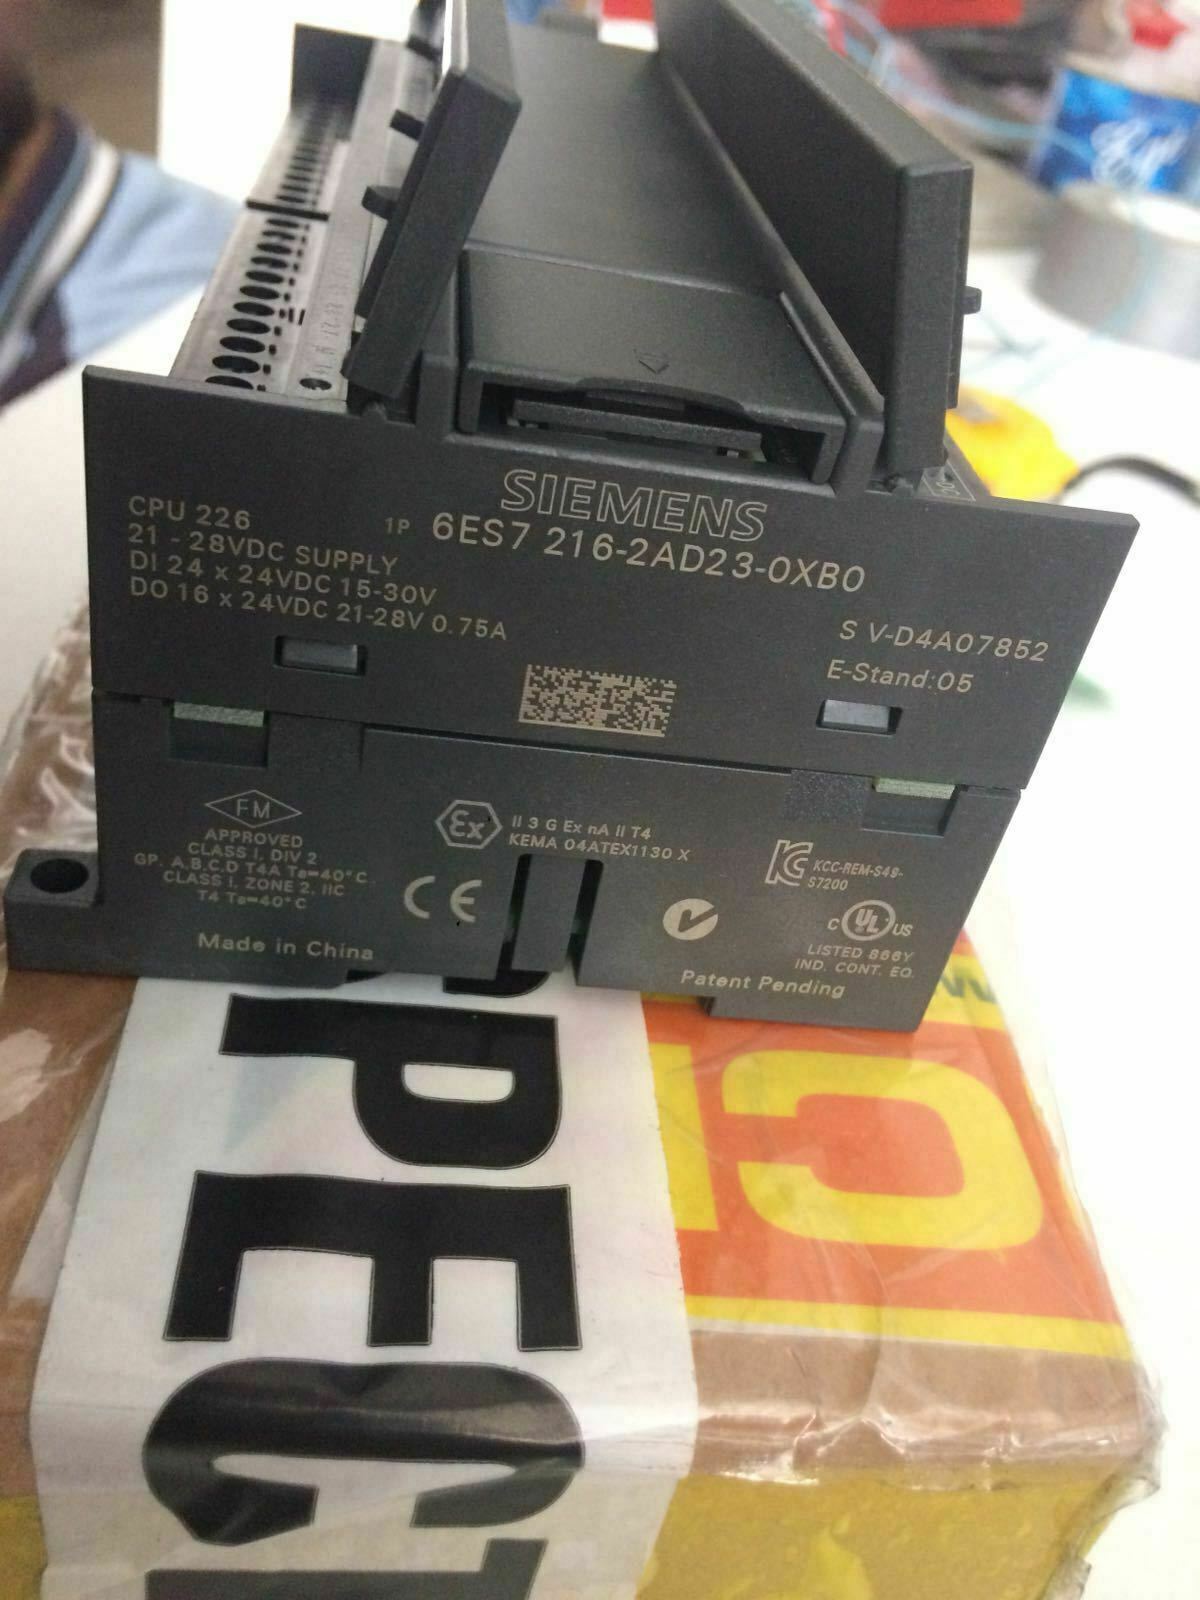 SIEMENS
CPU 226
1P 6ES7 216-2AD23-0XB0
21 - 28VDC SUPPLY
DI 24 x 24VDC 15-30V
DO 16 x 24VDC 21-28V 0.75A
S V-D4A07852
E-Stand:05
FM
APPROVED
CLASS I, DIV 2
GP. A,B,C,D T4A Ta=40°C
CLASS I, ZONE 2, IIC
T4 Ta=40°C
Ex
II 3 G Ex nA II T4
KEMA 04ATEX1130 X
CE
KC
KCC-REM-S49-
S7200
C UL US
LISTED 866Y
IND. CONT. EQ.
Made in China
Patent Pending
PEC